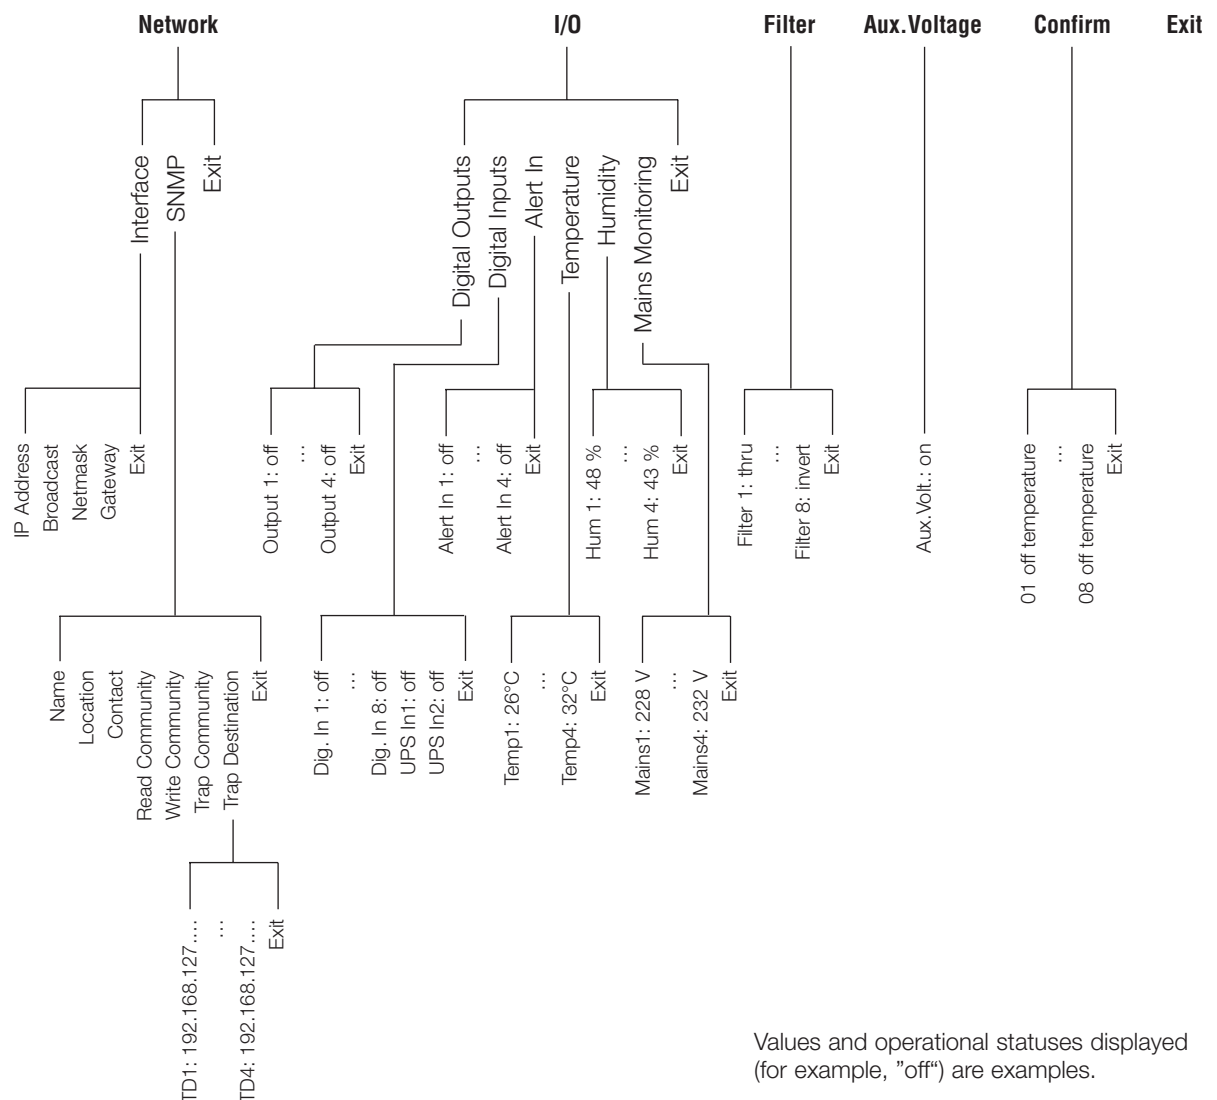 Network
I/O
Filter
Aux.Voltage
Confirm
Exit
Interface
SNMP
Exit
Digital Outputs
Digital Inputs
Alert In
Temperature
Humidity
Mains Monitoring
Exit
IP Address
Broadcast
Netmask
Gateway
Exit
Output 1: off
...
Output 4: off
Exit
Alert In 1: off
...
Alert In 4: off
Exit
Hum 1: 48 %
...
Hum 4: 43 %
Exit
Filter 1: thru
...
Filter 8: invert
Exit
Aux.Volt.: on
01 off temperature
...
08 off temperature
Exit
Name
Location
Contact
Read Community
Write Community
Trap Community
Trap Destination
Exit
Dig. In 1: off
...
Dig. In 8: off
UPS In1: off
UPS In2: off
Exit
Temp1: 26°C
...
Temp4: 32°C
Exit
Mains1: 228 V
...
Mains4: 232 V
Exit
TD1: 192.168.127....
...
TD4: 192.168.127....
Exit
Values and operational statuses displayed
(for example, ”off“) are examples.